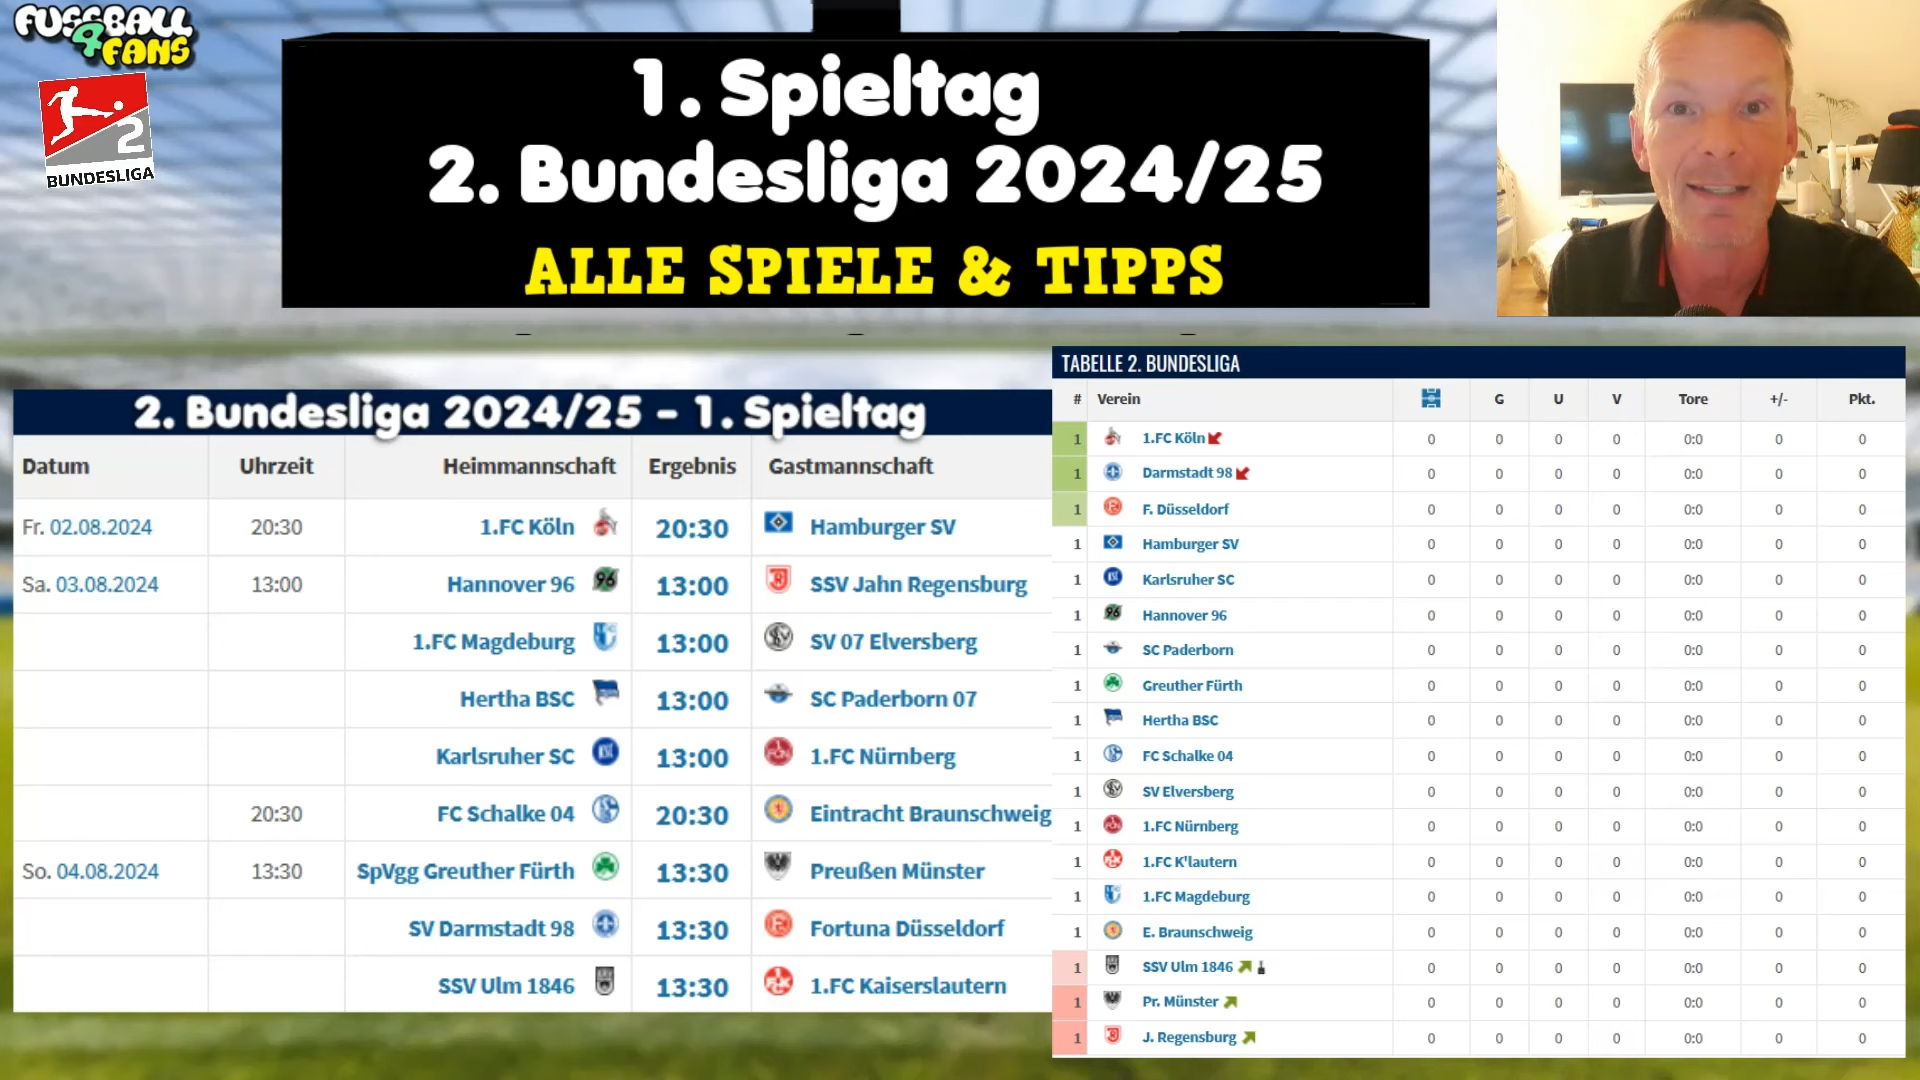 FUSSBALL
4 FANS
2
BUNDESLIGA
1. Spieltag
2. Bundesliga 2024/25
ALLE SPIELE & TIPPS
2. Bundesliga 2024/25 - 1. Spieltag
Datum Uhrzeit Heimmannschaft Ergebnis Gastmannschaft
Fr. 02.08.2024 20:30 1.FC Köln 20:30 Hamburger SV
Sa. 03.08.2024 13:00 Hannover 96 13:00 SSV Jahn Regensburg
1.FC Magdeburg 13:00 SV 07 Elversberg
Hertha BSC 13:00 SC Paderborn 07
Karlsruher SC 13:00 1.FC Nürnberg
20:30 FC Schalke 04 20:30 Eintracht Braunschweig
So. 04.08.2024 13:30 SpVgg Greuther Fürth 13:30 Preußen Münster
SV Darmstadt 98 13:30 Fortuna Düsseldorf
SSV Ulm 1846 13:30 1.FC Kaiserslautern
TABELLE 2. BUNDESLIGA
# Verein G U V Tore +/- Pkt.
1 1.FC Köln 0 0 0 0 0:0 0 0
1 Darmstadt 98 0 0 0 0 0:0 0 0
1 F. Düsseldorf 0 0 0 0 0:0 0 0
1 Hamburger SV 0 0 0 0 0:0 0 0
1 Karlsruher SC 0 0 0 0 0:0 0 0
1 Hannover 96 0 0 0 0 0:0 0 0
1 SC Paderborn 0 0 0 0 0:0 0 0
1 Greuther Fürth 0 0 0 0 0:0 0 0
1 Hertha BSC 0 0 0 0 0:0 0 0
1 FC Schalke 04 0 0 0 0 0:0 0 0
1 SV Elversberg 0 0 0 0 0:0 0 0
1 1.FC Nürnberg 0 0 0 0 0:0 0 0
1 1.FC K'lautern 0 0 0 0 0:0 0 0
1 1.FC Magdeburg 0 0 0 0 0:0 0 0
1 E. Braunschweig 0 0 0 0 0:0 0 0
1 SSV Ulm 1846 0 0 0 0 0:0 0 0
1 Pr. Münster 0 0 0 0 0:0 0 0
1 J. Regensburg 0 0 0 0 0:0 0 0